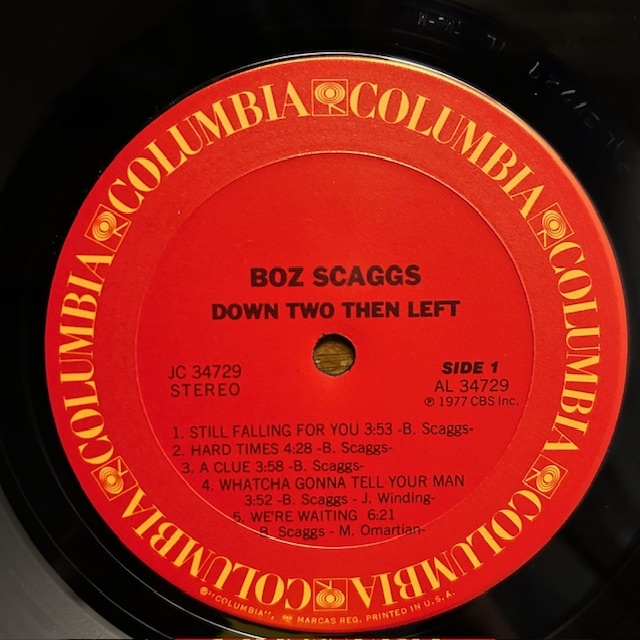 COLUMBIA COLUMBIA COLUMBIA COLUMBIA COLUMBIA COLUMBIA COLUMBIA COLUMBIA
BOZ SCAGGS
DOWN TWO THEN LEFT
JC 34729
STEREO
SIDE 1
AL 34729
℗ 1977 CBS Inc.
1. STILL FALLING FOR YOU 3:53 -B. Scaggs-
2. HARD TIMES 4:28 -B. Scaggs-
3. A CLUE 3:58 -B. Scaggs-
4. WHATCHA GONNA TELL YOUR MAN
3:52 -B. Scaggs - J. Winding-
5. WE'RE WAITING 6:21
B. Scaggs - M. Omartian-
®"COLUMBIA", MARCAS REG. PRINTED IN U.S.A.